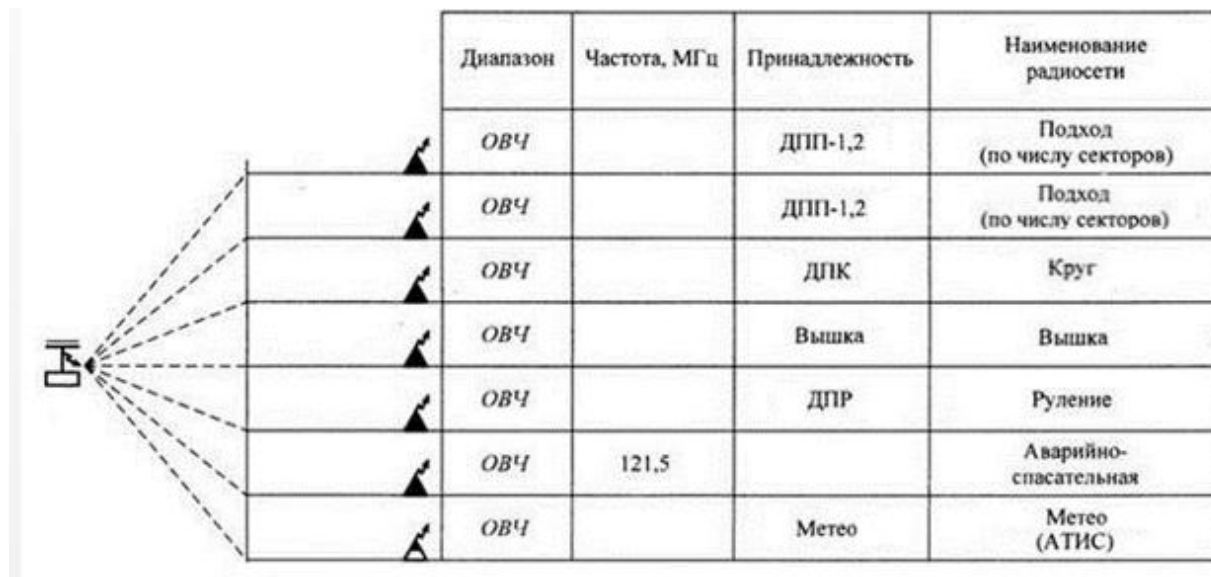 Диапазон Частота, МГц Принадлежность Наименование радиосети
ОВЧ ДПП-1,2 Подход (по числу секторов)
ОВЧ ДПП-1,2 Подход (по числу секторов)
ОВЧ ДПК Круг
ОВЧ Вышка Вышка
ОВЧ ДПР Руление
ОВЧ 121,5 Аварийно-спасательная
ОВЧ Метео Метео (АТИС)